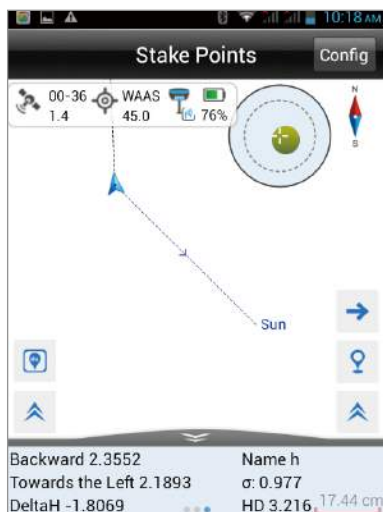 10:18 AM
Stake Points
Config
00-36 WAAS
1.4 45.0 76%
N
S
Sun
Backward 2.3552 Name h
Towards the Left 2.1893 σ: 0.977
DeltaH -1.8069 HD 3.216 17.44 cm